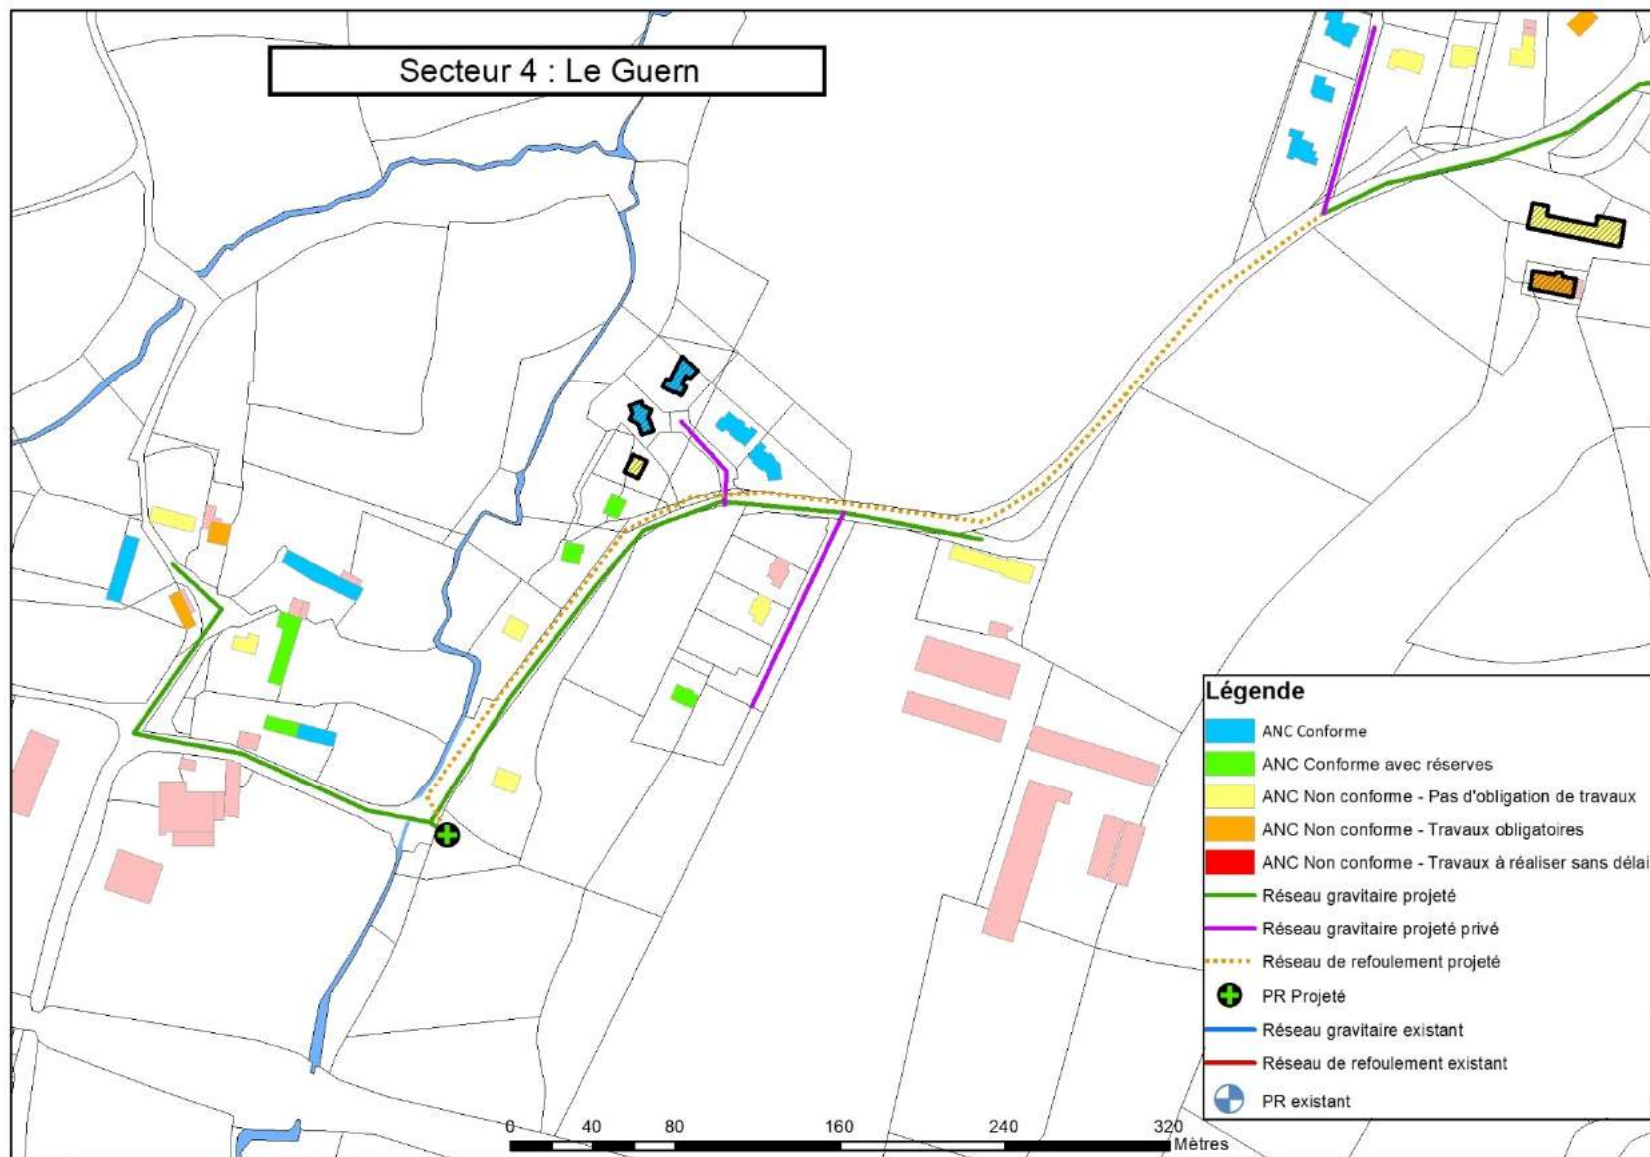 Secteur 4 : Le Guern
Légende
ANC Conforme
ANC Conforme avec réserves
ANC Non conforme - Pas d'obligation de travaux
ANC Non conforme - Travaux obligatoires
ANC Non conforme - Travaux à réaliser sans délai
Réseau gravitaire projeté
Réseau gravitaire projeté privé
Réseau de refoulement projeté
PR Projeté
Réseau gravitaire existant
Réseau de refoulement existant
PR existant
0 40 80 160 240 320
Mètres